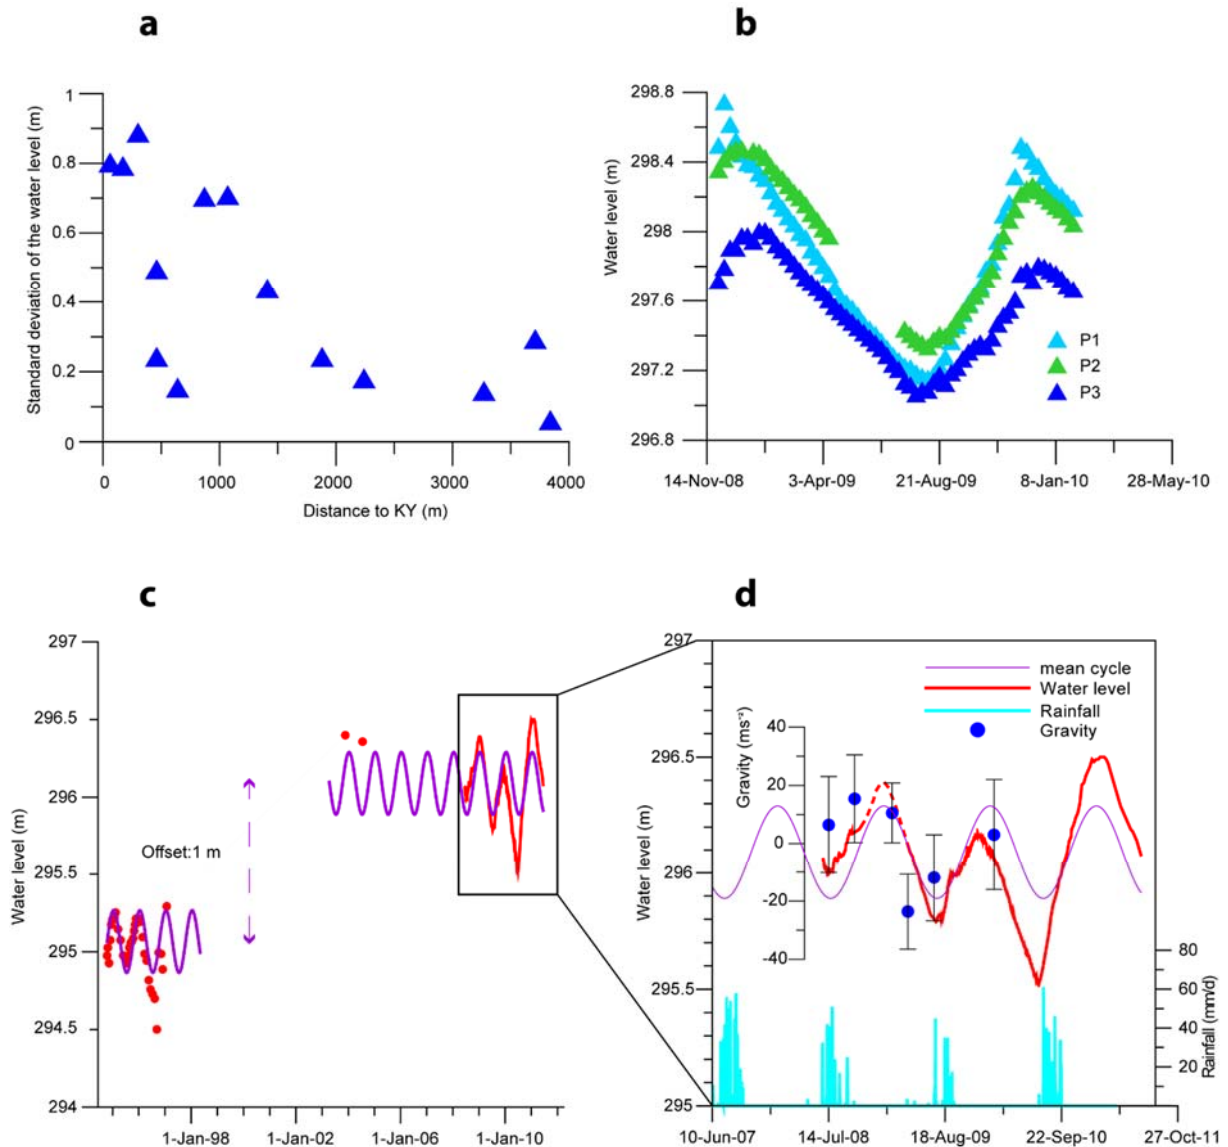 a
Standard deviation of the water level (m)
1
0.8
0.6
0.4
0.2
0
0
1000
2000
3000
4000
Distance to KY (m)
b
Water level (m)
298.8
298.4
298
297.6
297.2
296.8
P1
P2
P3
14-Nov-08
3-Apr-09
21-Aug-09
8-Jan-10
28-May-10
c
Water level (m)
297
296.5
296
295.5
295
294.5
294
Offset:1 m
1-Jan-98
1-Jan-02
1-Jan-06
1-Jan-10
d
Water level (m)
297
296.5
296
295.5
295
mean cycle
Water level
Rainfall
Gravity
Gravity (ms⁻²)
40
20
0
-20
-40
80
60
40
20
Rainfall (mm/d)
10-Jun-07
14-Jul-08
18-Aug-09
22-Sep-10
27-Oct-11